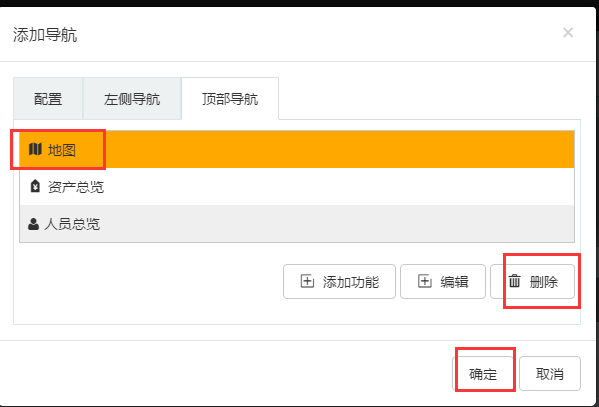 添加导航 ×
配置 左侧导航 顶部导航
地图
资产总览
人员总览
添加功能 编辑 删除
确定 取消